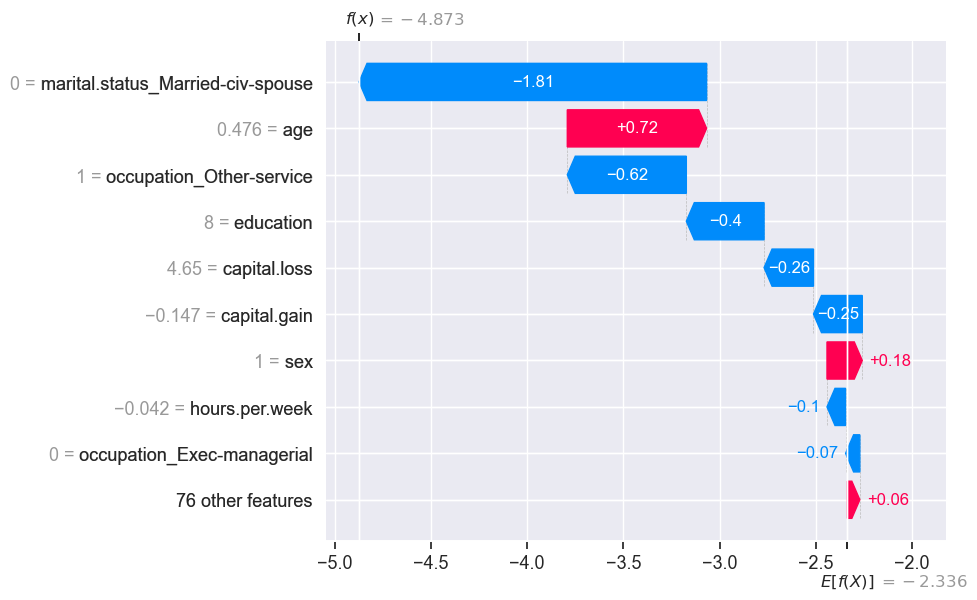 f(x) = −4.873
0 = marital.status_Married-civ-spouse
−1.81
0.476 = age
+0.72
1 = occupation_Other-service
−0.62
8 = education
−0.4
4.65 = capital.loss
−0.26
−0.147 = capital.gain
−0.25
1 = sex
+0.18
−0.042 = hours.per.week
−0.1
0 = occupation_Exec-managerial
−0.07
76 other features
+0.06
−5.0 −4.5 −4.0 −3.5 −3.0 −2.5 −2.0
E[f(X)] = −2.336